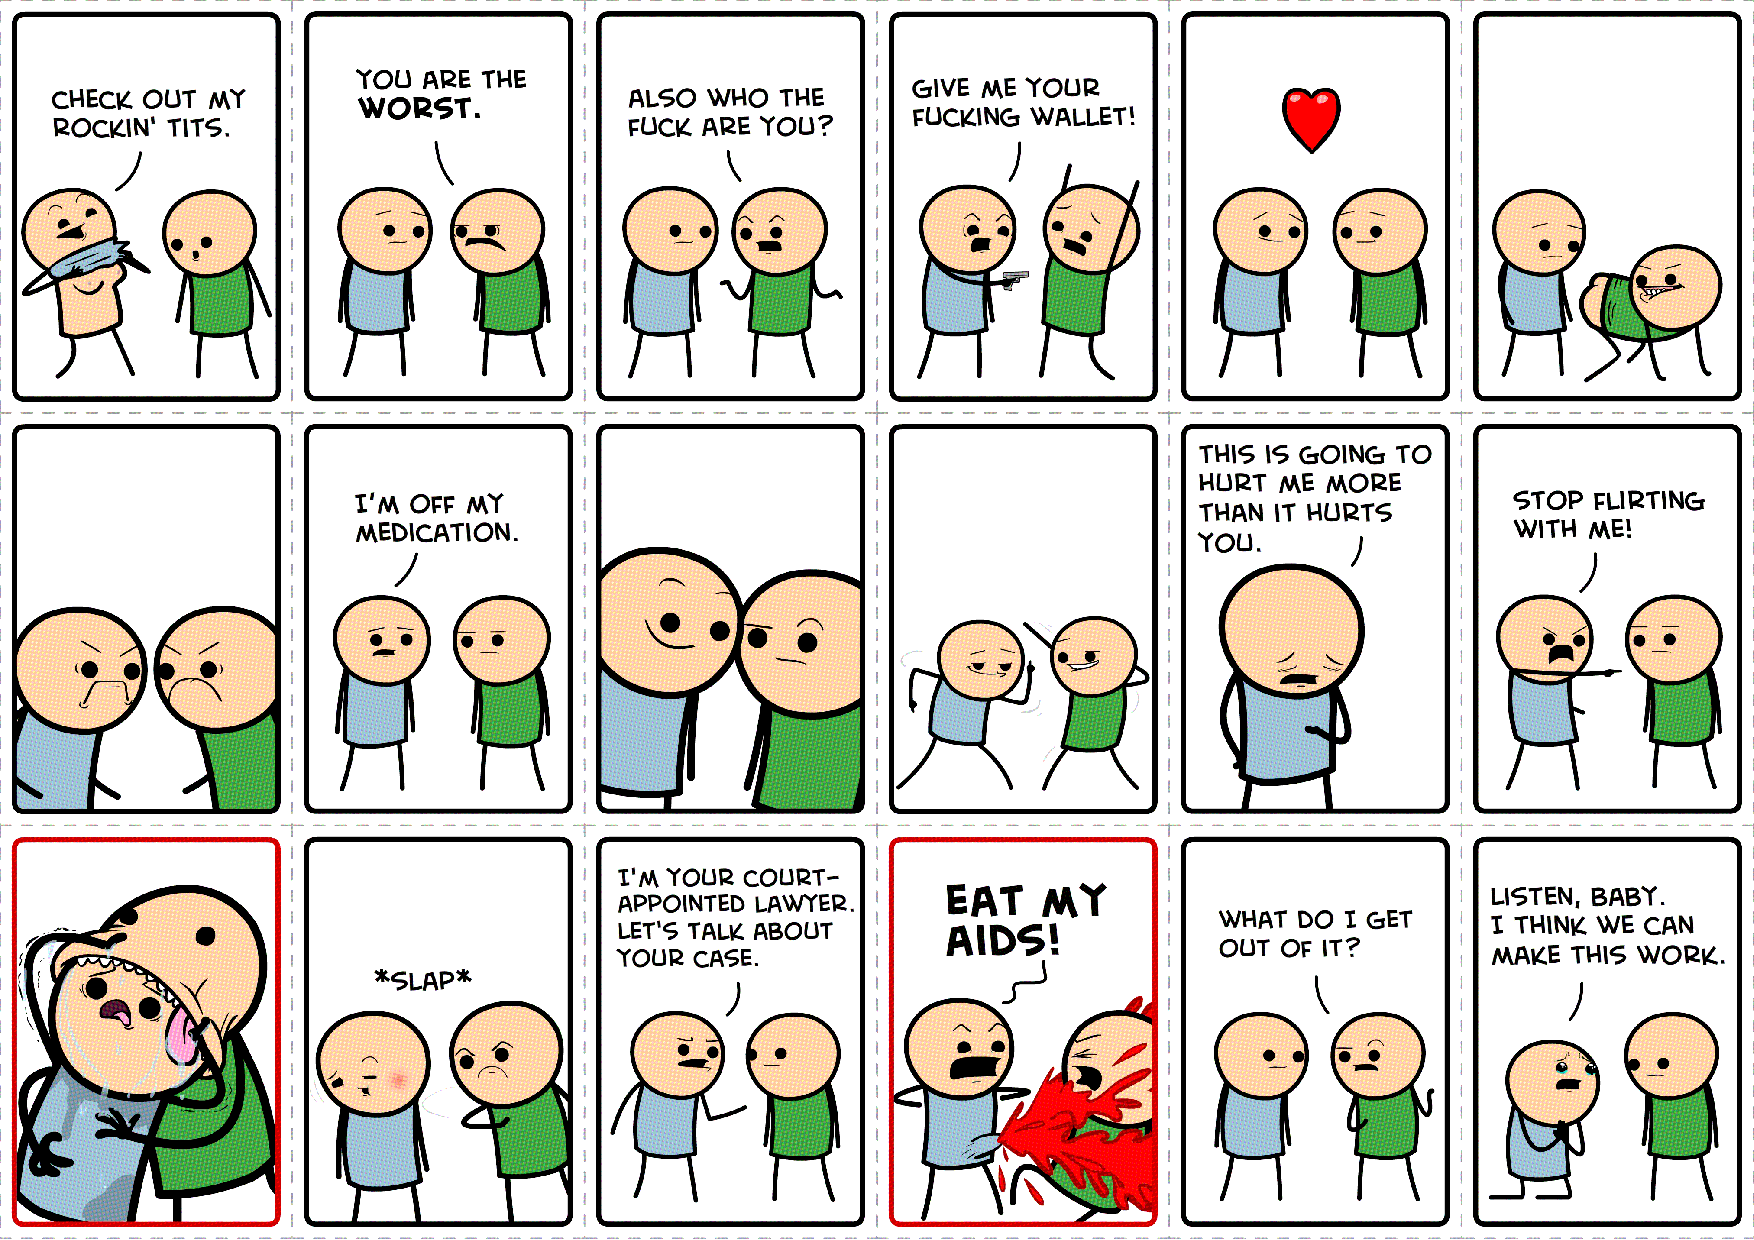 CHECK OUT MY
ROCKIN' TITS.
YOU ARE THE
WORST.
ALSO WHO THE
FUCK ARE YOU?
GIVE ME YOUR
FUCKING WALLET!
I'M OFF MY
MEDICATION.
THIS IS GOING TO
HURT ME MORE
THAN IT HURTS
YOU.
STOP FLIRTING
WITH ME!
*SLAP*
I'M YOUR COURT-
APPOINTED LAWYER.
LET'S TALK ABOUT
YOUR CASE.
EAT MY
AIDS!
WHAT DO I GET
OUT OF IT?
LISTEN, BABY.
I THINK WE CAN
MAKE THIS WORK.